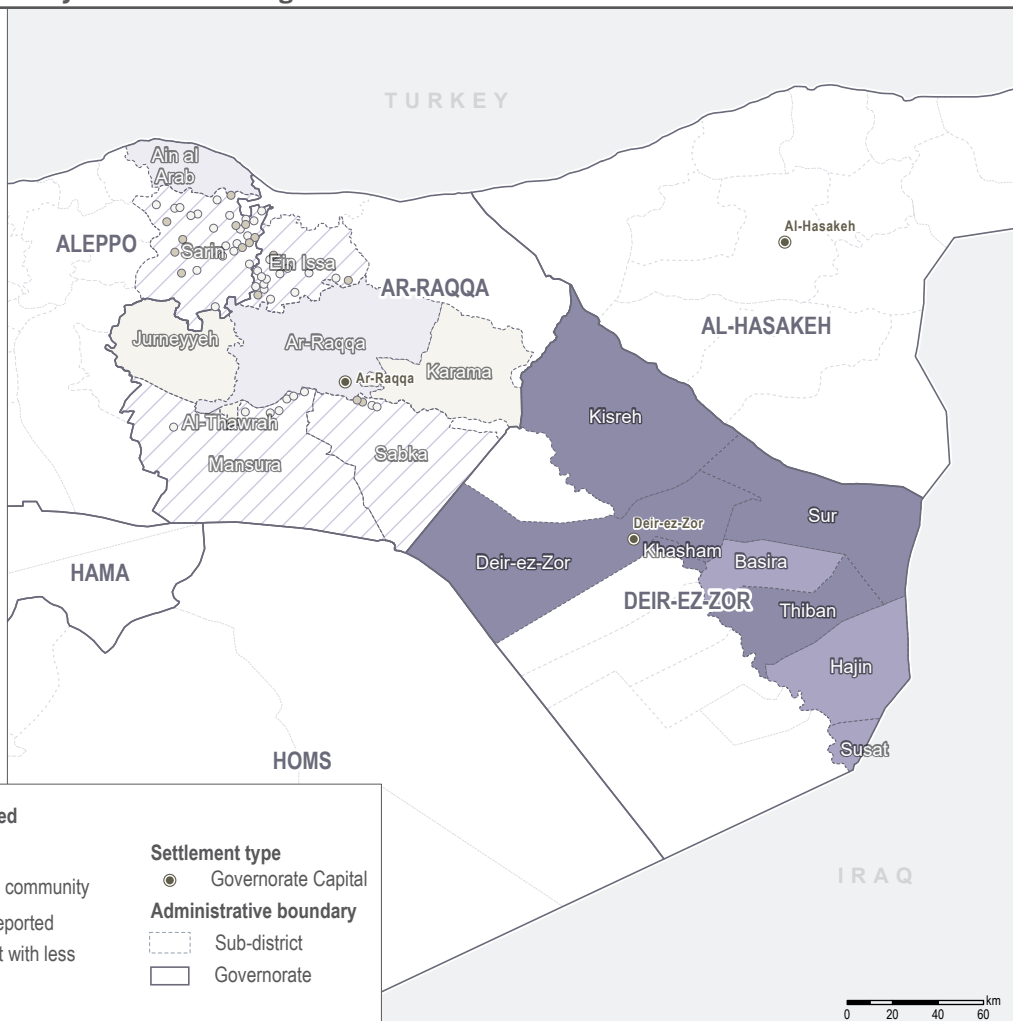 TURKEY
Ain al
Arab
ALEPPO
Sarin
Ein Issa
Al-Hasakeh
AR-RAQQA
AL-HASAKEH
Jurneyyeh
Ar-Raqqa
Ar-Raqqa
Karama
Al-Thawrah
Mansura
Sabka
Kisreh
Sur
Deir-ez-Zor
Khasham
Deir-ez-Zor
Basira
HAMA
DEIR-EZ-ZOR
Thiban
Hajin
Susat
HOMS
IRAQ
Settlement type
community
Governorate Capital
Administrative boundary
Sub-district
with less
Governorate
km
0 20 40 60